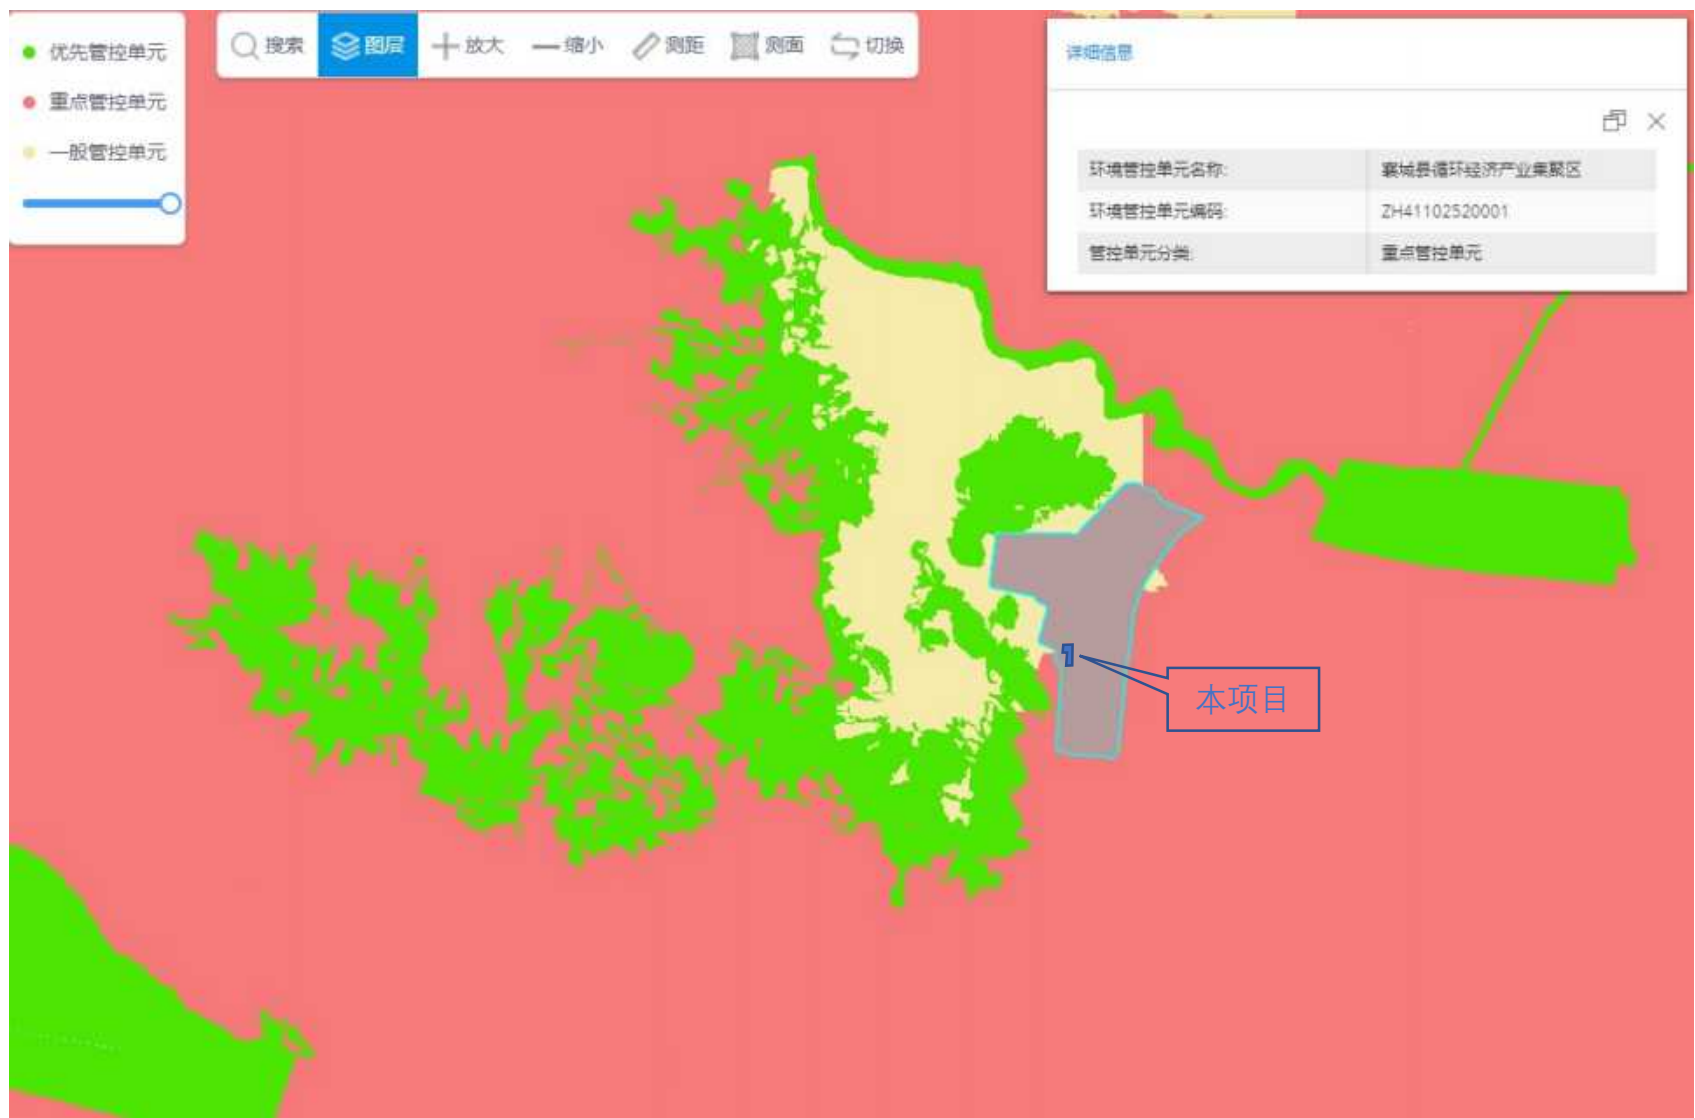 优先管控单元
重点管控单元
一般管控单元
搜索 图层 放大 缩小 测距 测面 切换
详细信息
环境管控单元名称: 襄城县循环经济产业集聚区
环境管控单元编码: ZH41102520001
管控单元分类: 重点管控单元
本项目